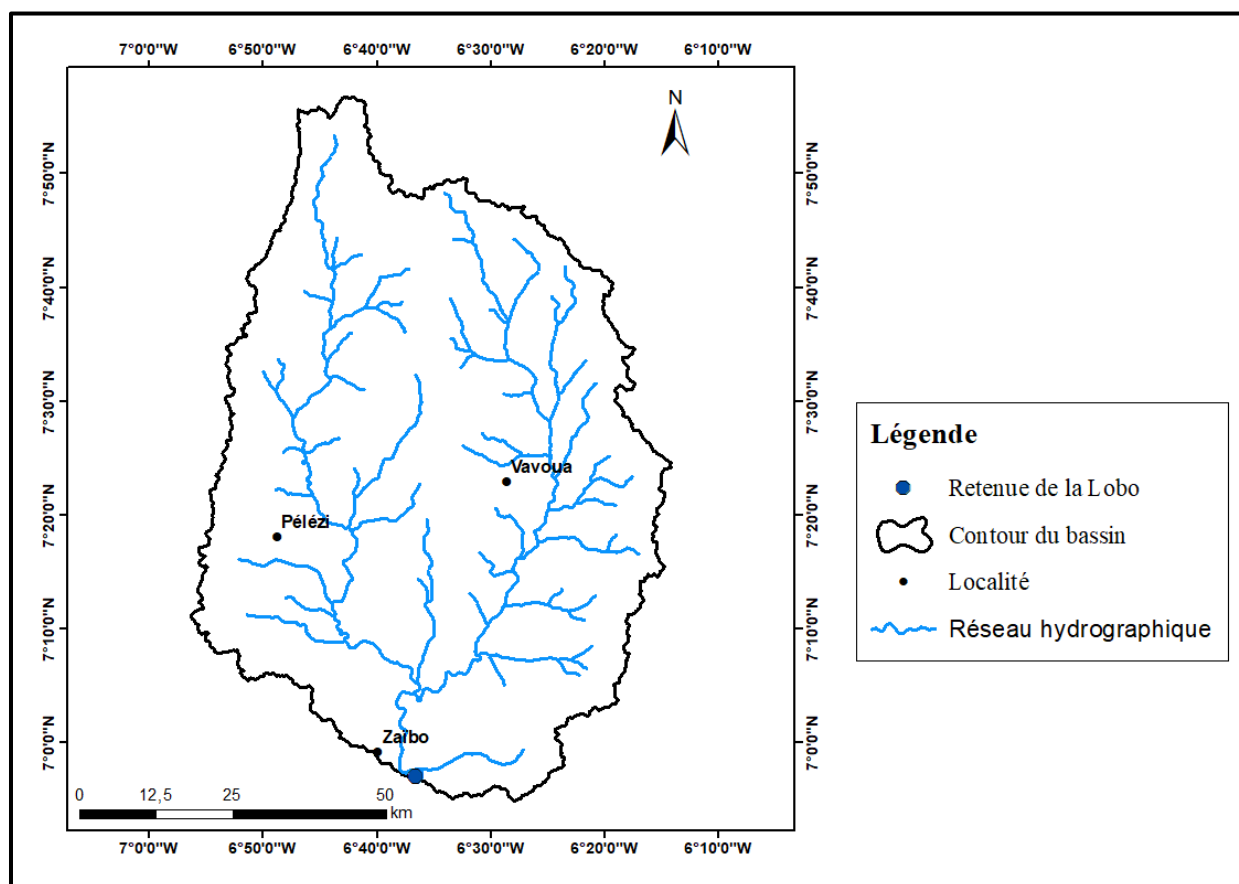 7°0'0"W 6°50'0"W 6°40'0"W 6°30'0"W 6°20'0"W 6°10'0"W
N
7°50'0"N 7°50'0"N
7°40'0"N 7°40'0"N
7°30'0"N 7°30'0"N
Légende
Vavoua
Retenue de la Lobo
Pélézi
7°20'0"N 7°20'0"N
Contour du bassin
Localité
Réseau hydrographique
7°10'0"N 7°10'0"N
Zaïbo
7°0'0"N 7°0'0"N
0 12,5 25 50
km
7°0'0"W 6°50'0"W 6°40'0"W 6°30'0"W 6°20'0"W 6°10'0"W